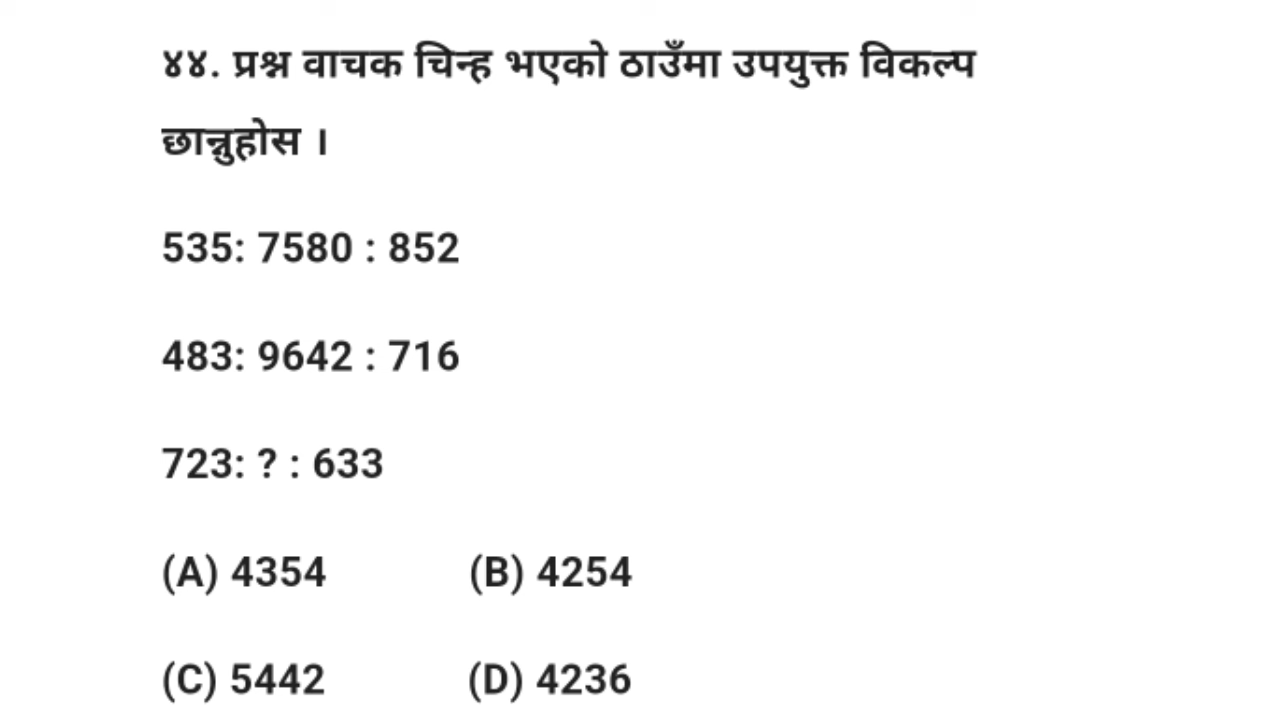 ४४. प्रश्न वाचक चिन्ह भएको ठाउँमा उपयुक्त विकल्प
छान्नुहोस ।
535: 7580 : 852
483: 9642 : 716
723: ? : 633
(A) 4354 (B) 4254
(C) 5442 (D) 4236